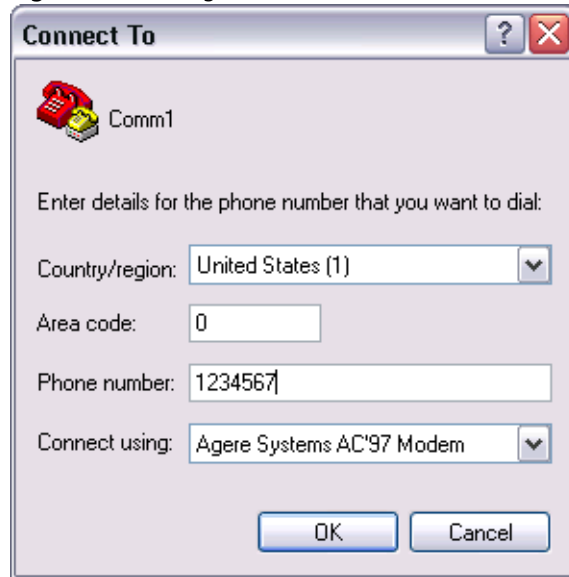 Connect To
Comm1
Enter details for the phone number that you want to dial:
Country/region: United States (1)
Area code: 0
Phone number: 1234567
Connect using: Agere Systems AC'97 Modem
OK Cancel